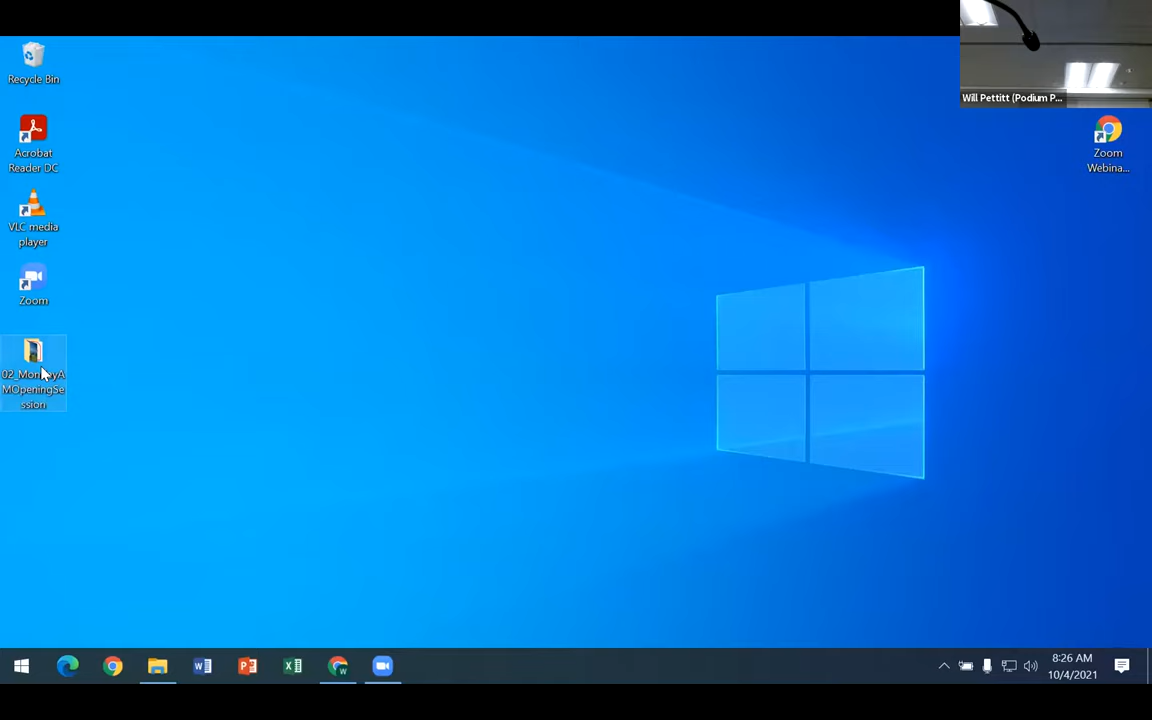 Recycle Bin
Acrobat
Reader DC
VLC media
player
Zoom
MOpeningSe
ssion
Will Pettitt (Podium P...
Zoom
Webina...
8:26 AM
10/4/2021